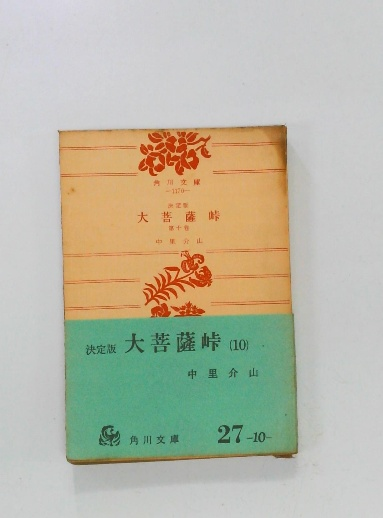 角川文庫
—1170—
決定版
大菩薩峠
第十巻
中里介山
決定版 大菩薩峠 (10)
中里介山
角川文庫 27-10-